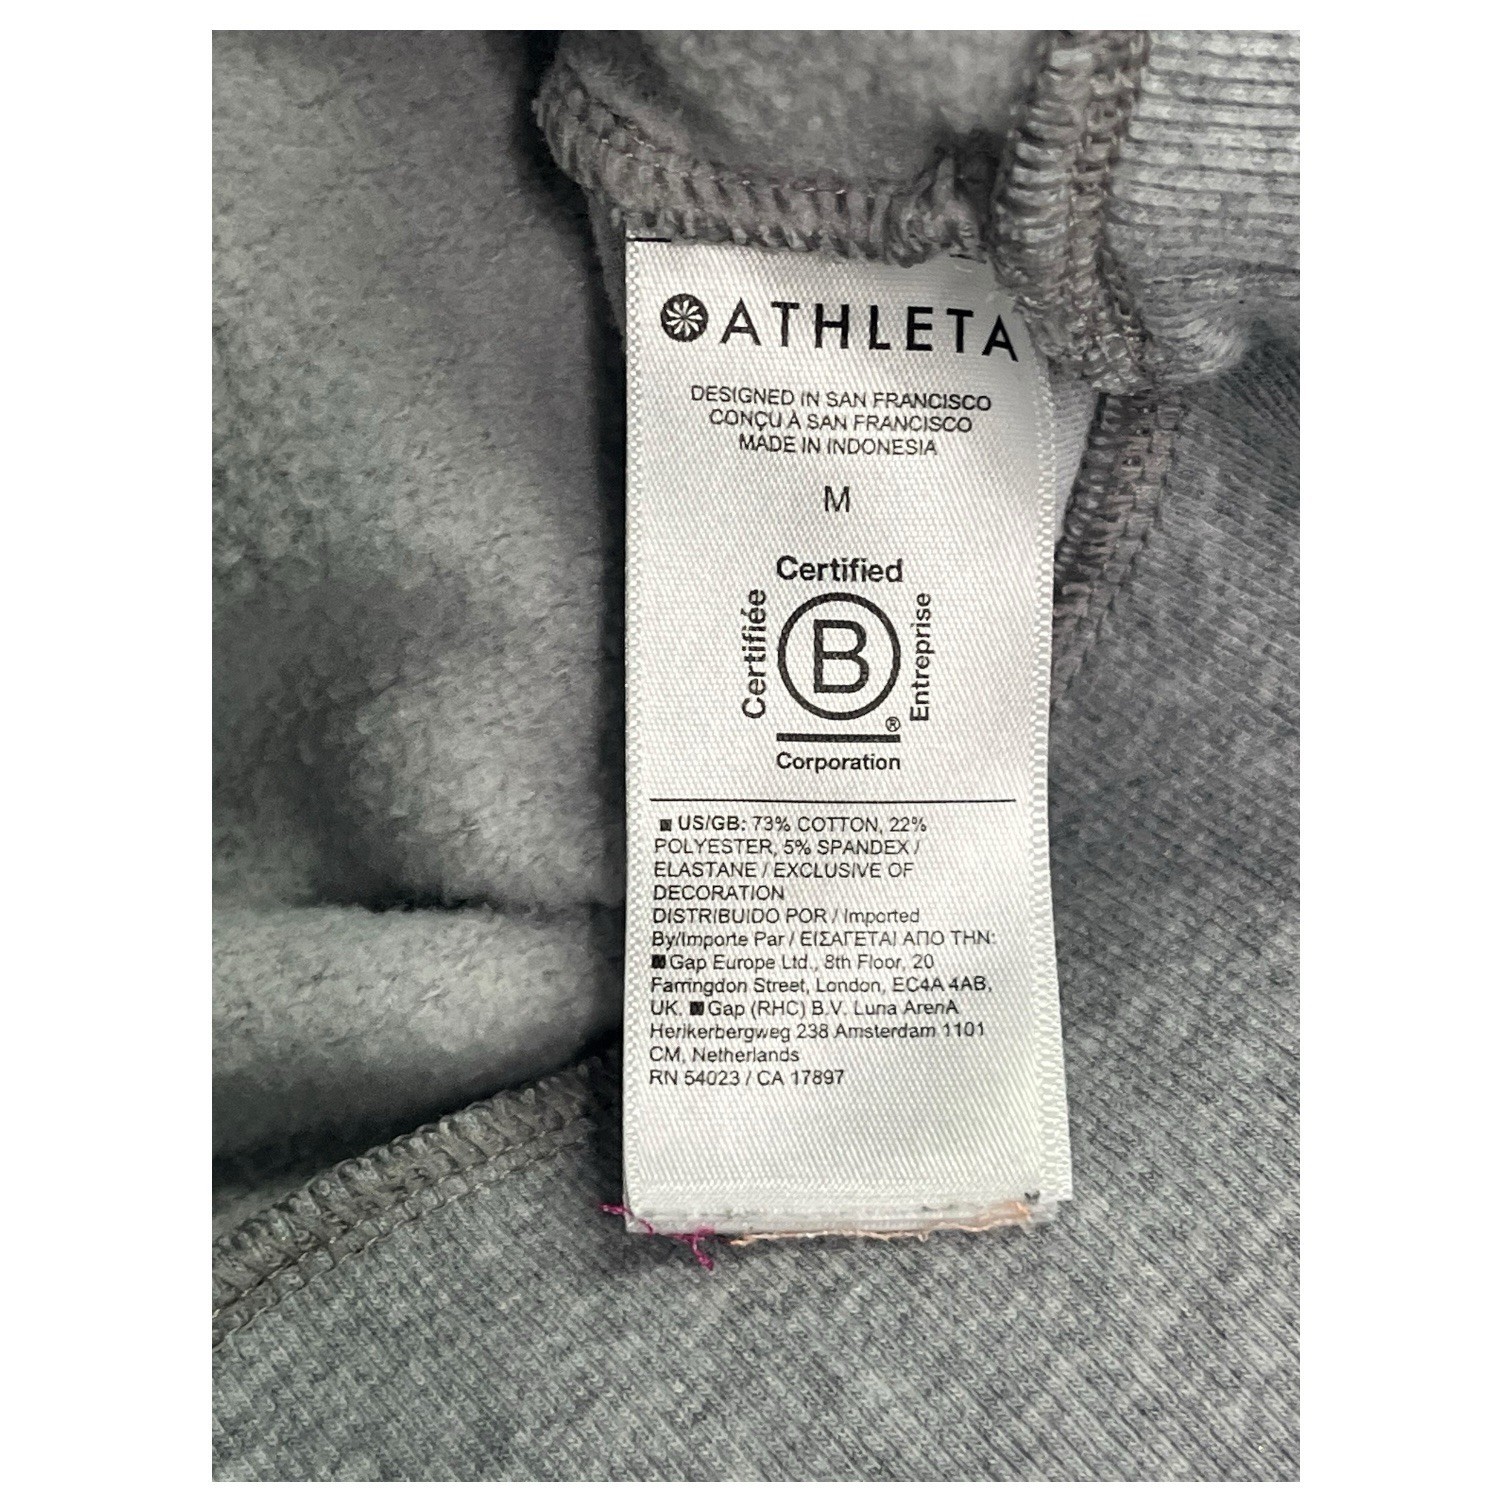 ATHLETA
DESIGNED IN SAN FRANCISCO
CONÇU À SAN FRANCISCO
MADE IN INDONESIA
M
Certified
Certifiée
B
Entreprise
®
Corporation
US/GB: 73% COTTON, 22%
POLYESTER, 5% SPANDEX /
ELASTANE / EXCLUSIVE OF
DECORATION
DISTRIBUIDO POR / Imported
By/Importe Par / ΕΙΣΑΓΕΤΑΙ ΑΠΟ ΤΗΝ:
Gap Europe Ltd., 8th Floor, 20
Farringdon Street, London, EC4A 4AB,
UK. Gap (RHC) B.V. Luna ArenA
Herikerbergweg 238 Amsterdam 1101
CM, Netherlands
RN 54023 / CA 17897